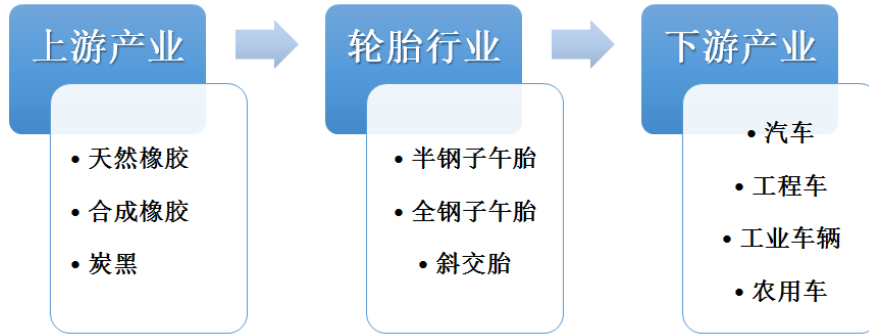 上游产业
• 天然橡胶
• 合成橡胶
• 炭黑
轮胎行业
• 半钢子午胎
• 全钢子午胎
• 斜交胎
下游产业
• 汽车
• 工程车
• 工业车辆
• 农用车